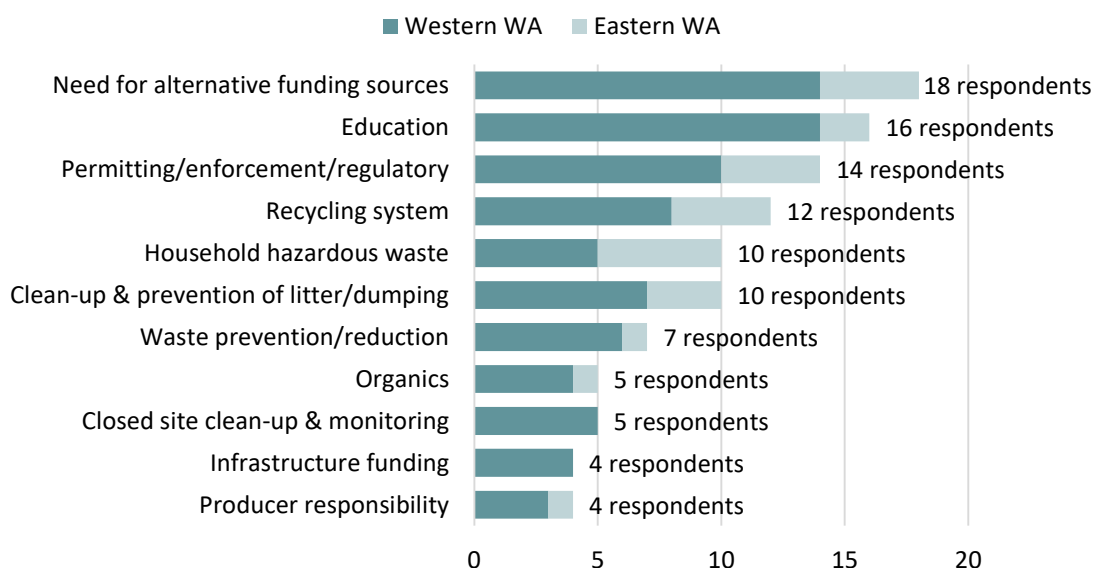 Western WA Eastern WA
Need for alternative funding sources 18 respondents
Education 16 respondents
Permitting/enforcement/regulatory 14 respondents
Recycling system 12 respondents
Household hazardous waste 10 respondents
Clean-up & prevention of litter/dumping 10 respondents
Waste prevention/reduction 7 respondents
Organics 5 respondents
Closed site clean-up & monitoring 5 respondents
Infrastructure funding 4 respondents
Producer responsibility 4 respondents
0 5 10 15 20